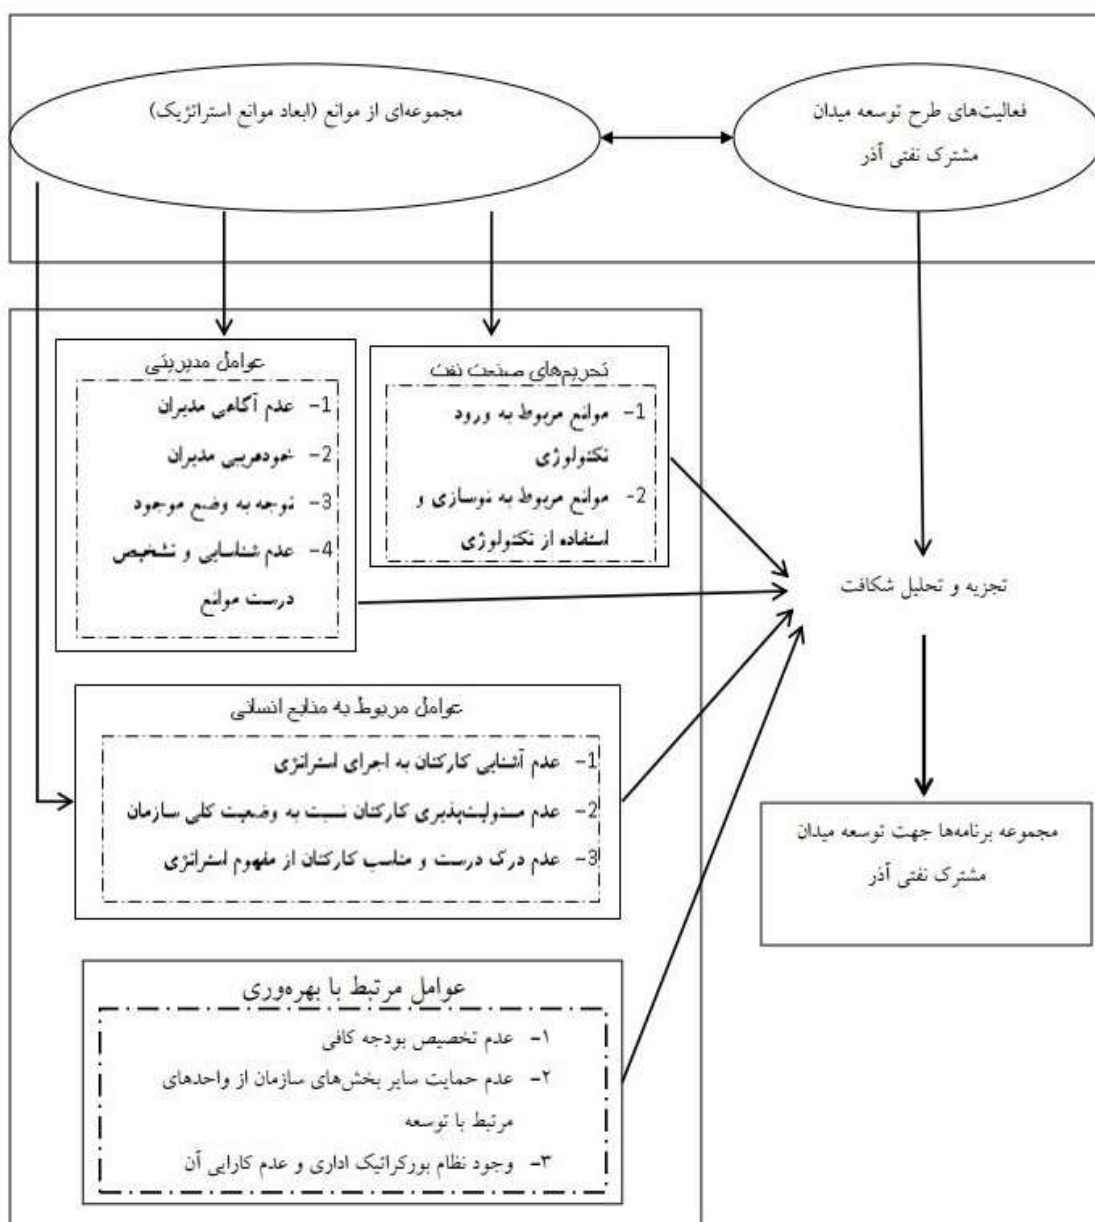 فعالیت‌های طرح توسعه میدان
مشترک نفتی آذر
مجموعه‌ای از موانع (ابعاد موانع استراتژیک)
تحریم‌های صنعت نفت
1- موانع مربوط به ورود
تکنولوژی
2- موانع مربوط به نوسازی و
استفاده از تکنولوژی
عوامل مدیریتی
1- عدم آگاهی مدیران
2- خودفریبی مدیران
3- توجه به وضع موجود
4- عدم شناسایی و تشخیص
درست موانع
تجزیه و تحلیل شکافت
عوامل مربوط به منابع انسانی
1- عدم آشنایی کارکنان به اجرای استراتژی
2- عدم مسئولیت‌پذیری کارکنان نسبت به وضعیت کلی سازمان
3- عدم درک درست و مناسب کارکنان از مفهوم استراتژی
مجموعه برنامه‌ها جهت توسعه میدان
مشترک نفتی آذر
عوامل مرتبط با بهره‌وری
۱- عدم تخصیص بودجه کافی
۲- عدم حمایت سایر بخش‌های سازمان از واحدهای
مرتبط با توسعه
۳- وجود نظام بورکراتیک اداری و عدم کارایی آن